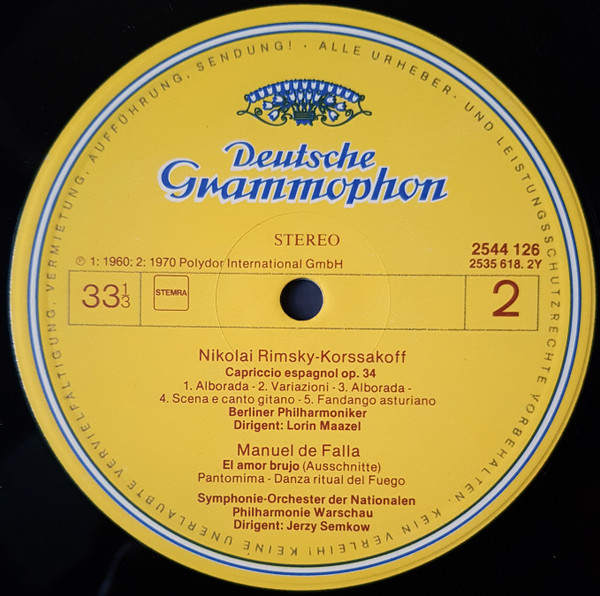 ALLE URHEBER- UND LEISTUNGSSCHUTZRECHTE VORBEHALTEN. KEIN VERLEIH! KEINE UNERLAUBTE VERVIELFÄLTIGUNG, VERMIETUNG, AUFFÜHRUNG, SENDUNG! ·
Deutsche
Grammophon
STEREO
2544 126
℗ 1: 1960; 2: 1970 Polydor International GmbH
2535 618. 2Y
33 1/3
STEMRA
2
Nikolai Rimsky-Korssakoff
Capriccio espagnol op. 34
1. Alborada - 2. Variazioni - 3. Alborada -
4. Scena e canto gitano - 5. Fandango asturiano
Berliner Philharmoniker
Dirigent: Lorin Maazel
Manuel de Falla
El amor brujo (Ausschnitte)
Pantomima - Danza ritual del Fuego
Symphonie-Orchester der Nationalen
Philharmonie Warschau
Dirigent: Jerzy Semkow